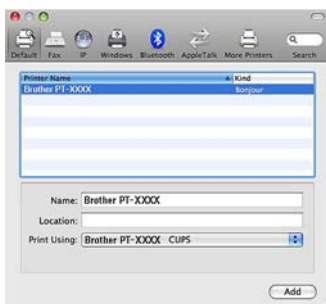 Default Fax IP Windows Bluetooth AppleTalk More Printers Search
Printer Name Kind
Brother PT-XXXX Bonjour
Name: Brother PT-XXXX
Location:
Print Using: Brother PT-XXXX CUPS
Add